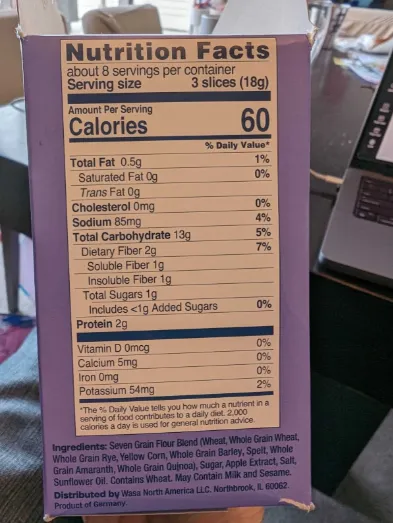 Nutrition Facts
about 8 servings per container
Serving size 3 slices (18g)
Amount Per Serving
Calories 60
% Daily Value*
Total Fat 0.5g 1%
Saturated Fat 0g 0%
Trans Fat 0g
Cholesterol 0mg 0%
Sodium 85mg 4%
Total Carbohydrate 13g 5%
Dietary Fiber 2g 7%
Soluble Fiber 1g
Insoluble Fiber 1g
Total Sugars 1g
Includes <1g Added Sugars 0%
Protein 2g
Vitamin D 0mcg 0%
Calcium 5mg 0%
Iron 0mg 0%
Potassium 54mg 2%
*The % Daily Value tells you how much a nutrient in a
serving of food contributes to a daily diet. 2,000
calories a day is used for general nutrition advice.
Ingredients: Seven Grain Flour Blend (Wheat, Whole Grain Wheat,
Whole Grain Rye, Yellow Corn, Whole Grain Barley, Spelt, Whole
Grain Amaranth, Whole Grain Quinoa), Sugar, Apple Extract, Salt,
Sunflower Oil. Contains Wheat. May Contain Milk and Sesame.
Distributed by Wasa North America LLC. Northbrook, IL 60062.
Product of Germany.